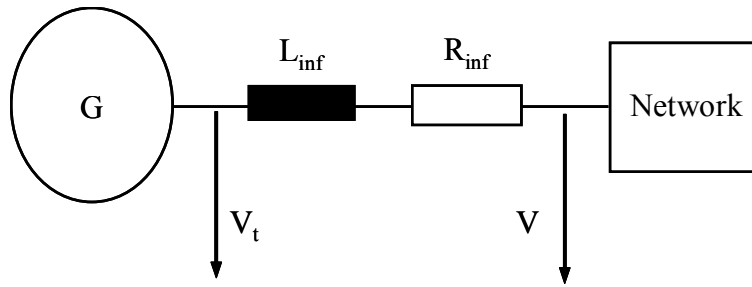 L_inf
R_inf
G
Network
V_t
V